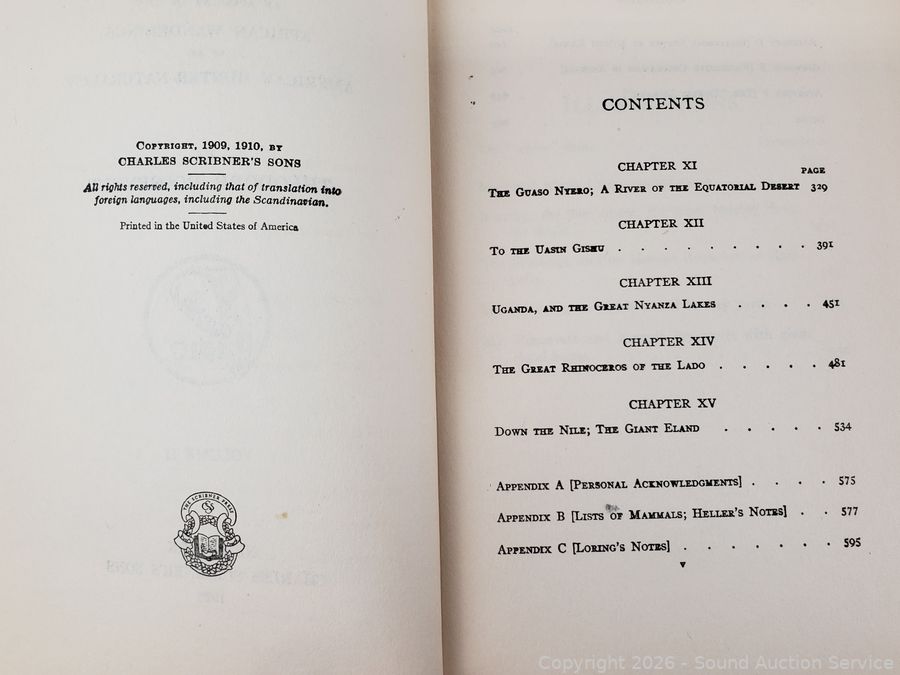 COPYRIGHT, 1909, 1910, BY
CHARLES SCRIBNER'S SONS
All rights reserved, including that of translation into
foreign languages, including the Scandinavian.
Printed in the United States of America
THE SCRIBNER PRESS
CONTENTS
CHAPTER XI
PAGE
THE GUASO NYERO; A RIVER OF THE EQUATORIAL DESERT 329
CHAPTER XII
TO THE UASIN GISHU . . . . . . . . . 391
CHAPTER XIII
UGANDA, AND THE GREAT NYANZA LAKES . . . . 451
CHAPTER XIV
THE GREAT RHINOCEROS OF THE LADO . . . . . 481
CHAPTER XV
DOWN THE NILE; THE GIANT ELAND . . . . . 534
APPENDIX A [PERSONAL ACKNOWLEDGMENTS] . . . . 575
APPENDIX B [LISTS OF MAMMALS; HELLER'S NOTES] . . 577
APPENDIX C [LORING'S NOTES] . . . . . . . 595
v
Copyright 2026 - Sound Auction Service